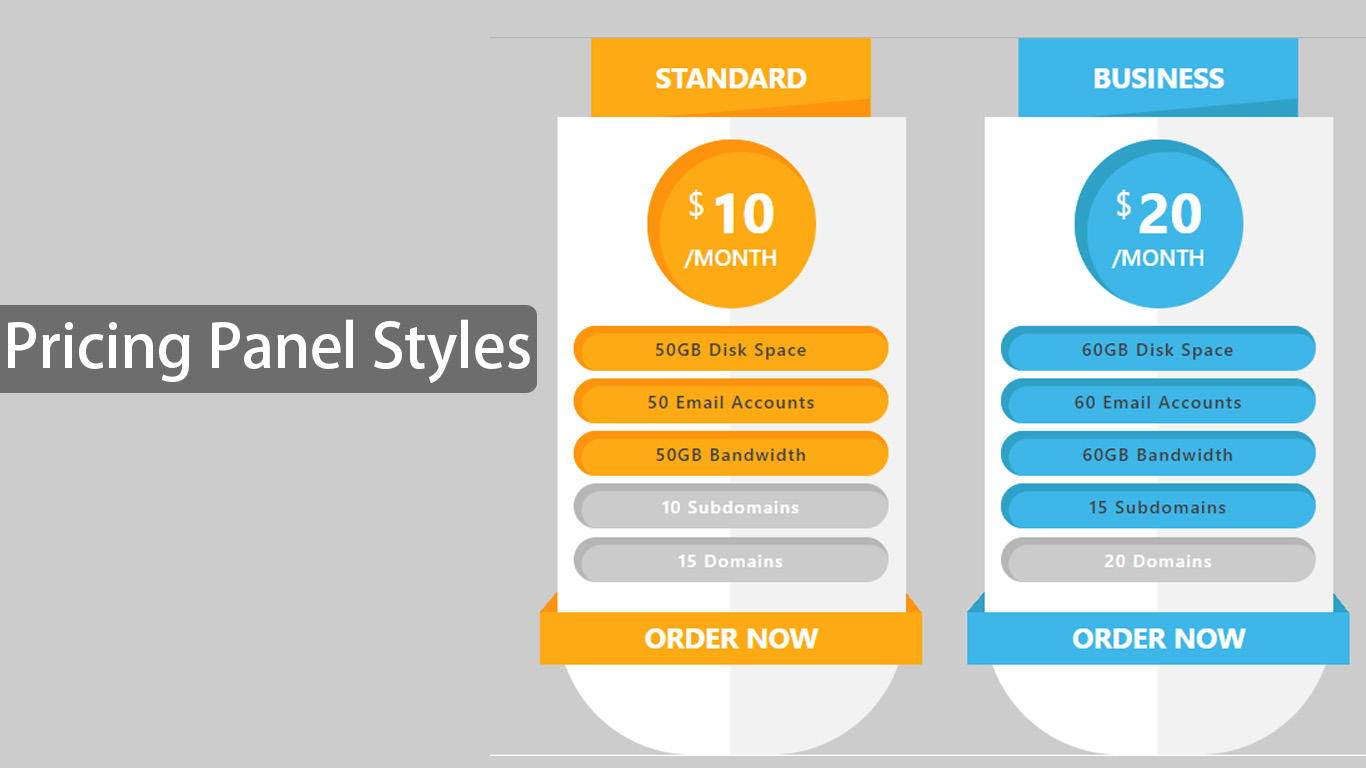 Pricing Panel Styles
STANDARD
$10
/MONTH
50GB Disk Space
50 Email Accounts
50GB Bandwidth
10 Subdomains
15 Domains
ORDER NOW
BUSINESS
$20
/MONTH
60GB Disk Space
60 Email Accounts
60GB Bandwidth
15 Subdomains
20 Domains
ORDER NOW